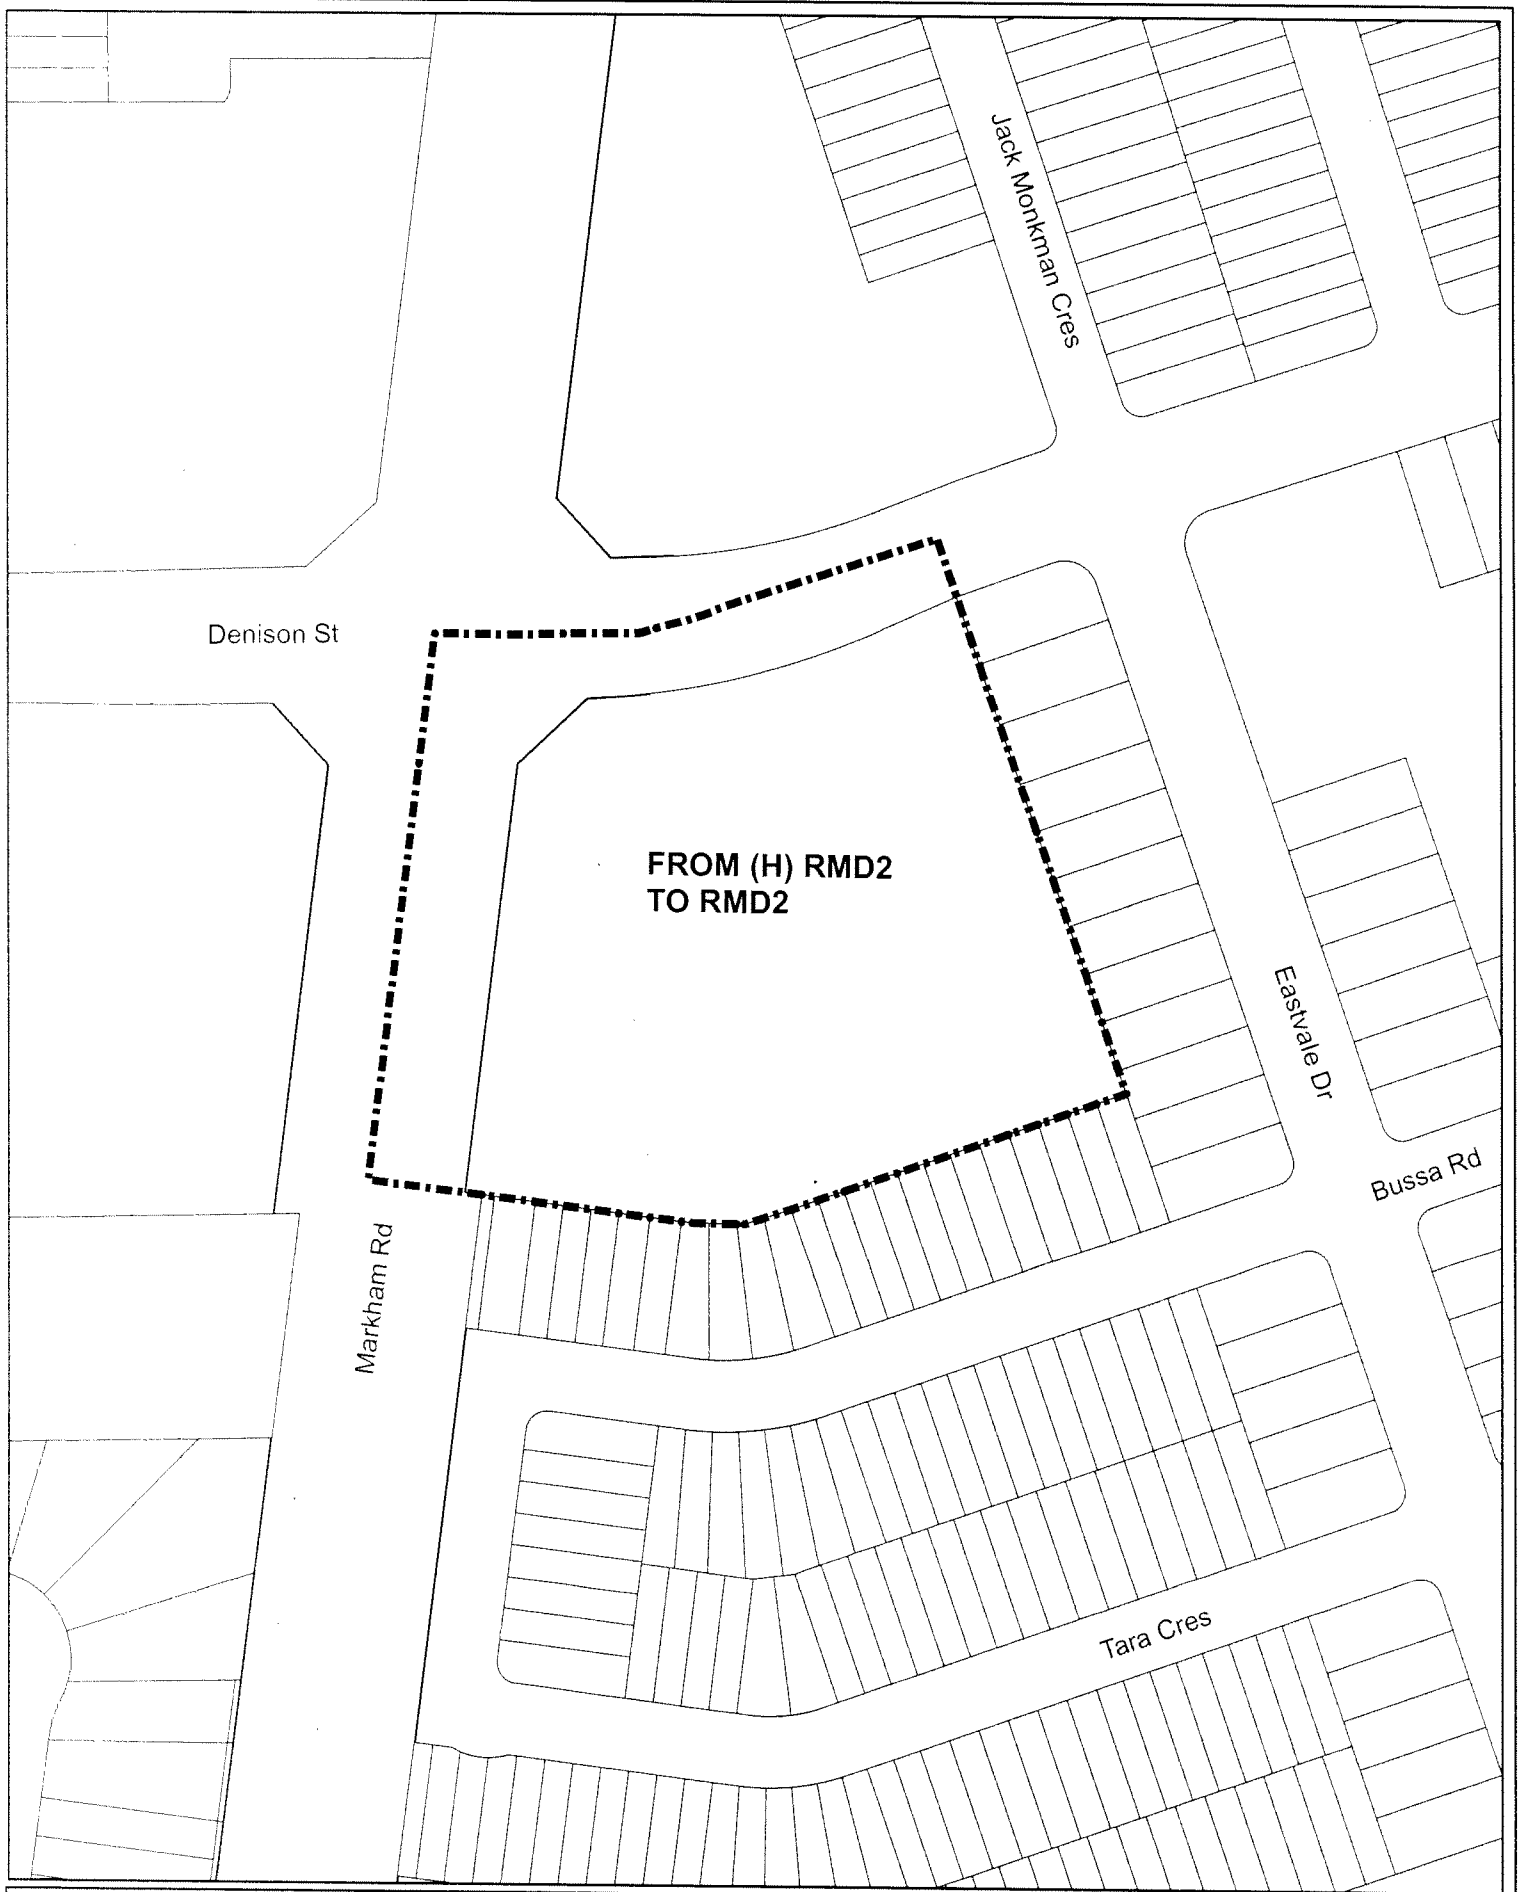 Jack Monkman Cres
Denison St
FROM (H) RMD2
TO RMD2
Eastvale Dr
Bussa Rd
Markham Rd
Tara Cres